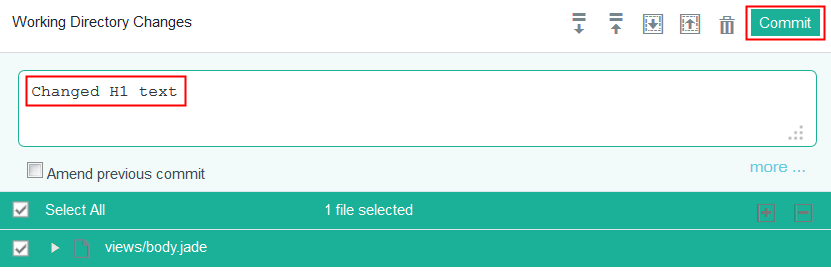 Working Directory Changes
Commit
Changed H1 text
Amend previous commit
more ...
Select All
1 file selected
views/body.jade